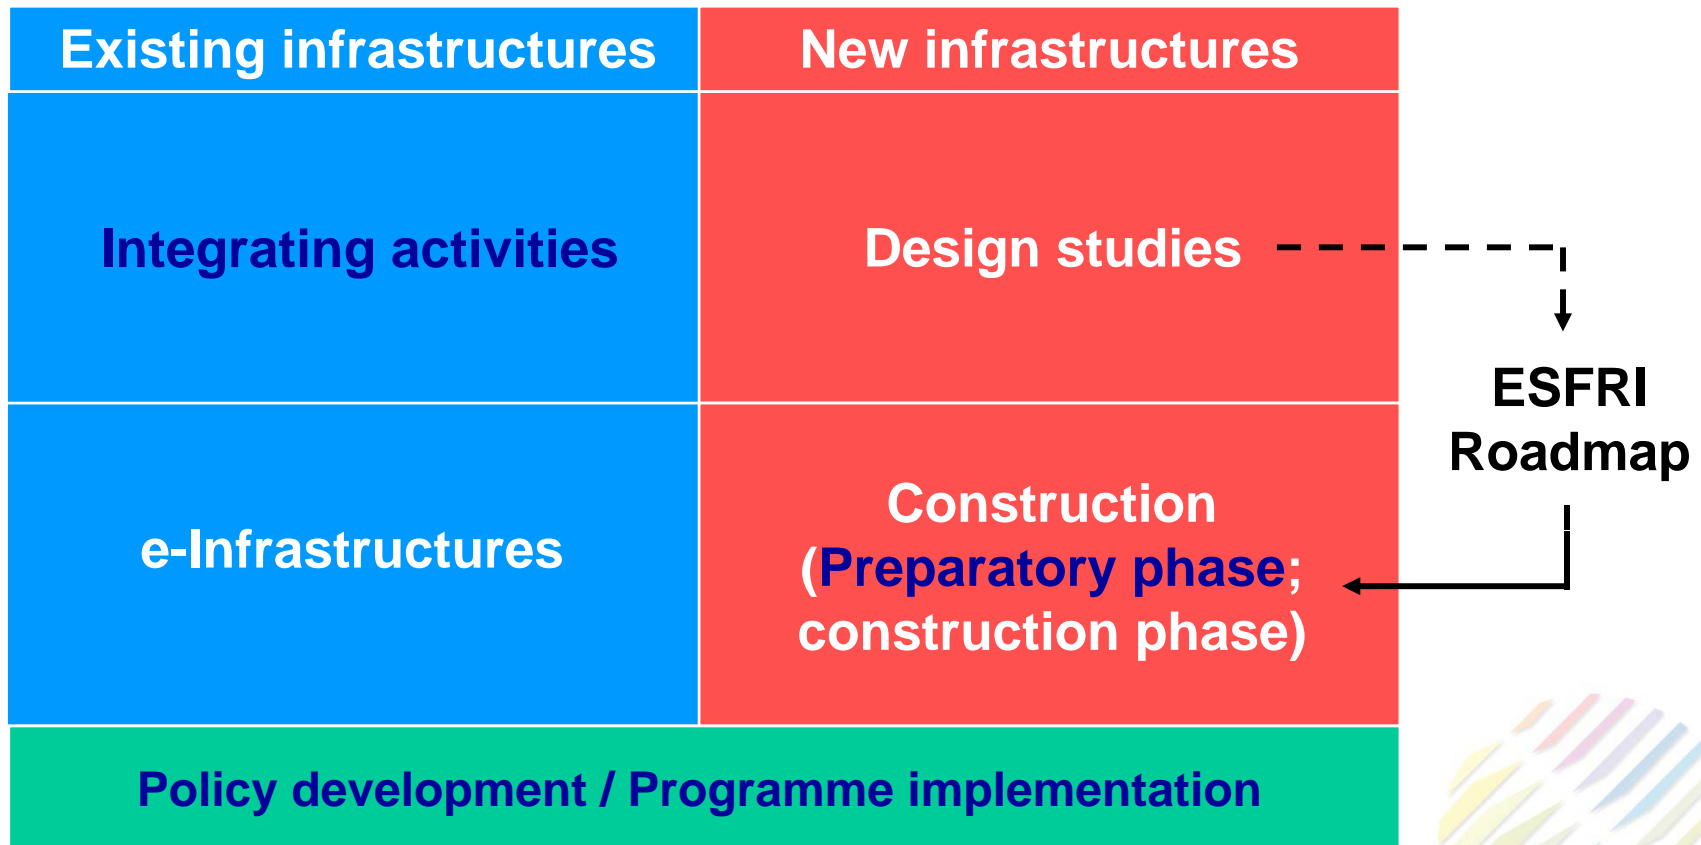 Existing infrastructures
New infrastructures
Integrating activities
Design studies
ESFRI
Roadmap
e-Infrastructures
Construction
(Preparatory phase;
construction phase)
Policy development / Programme implementation